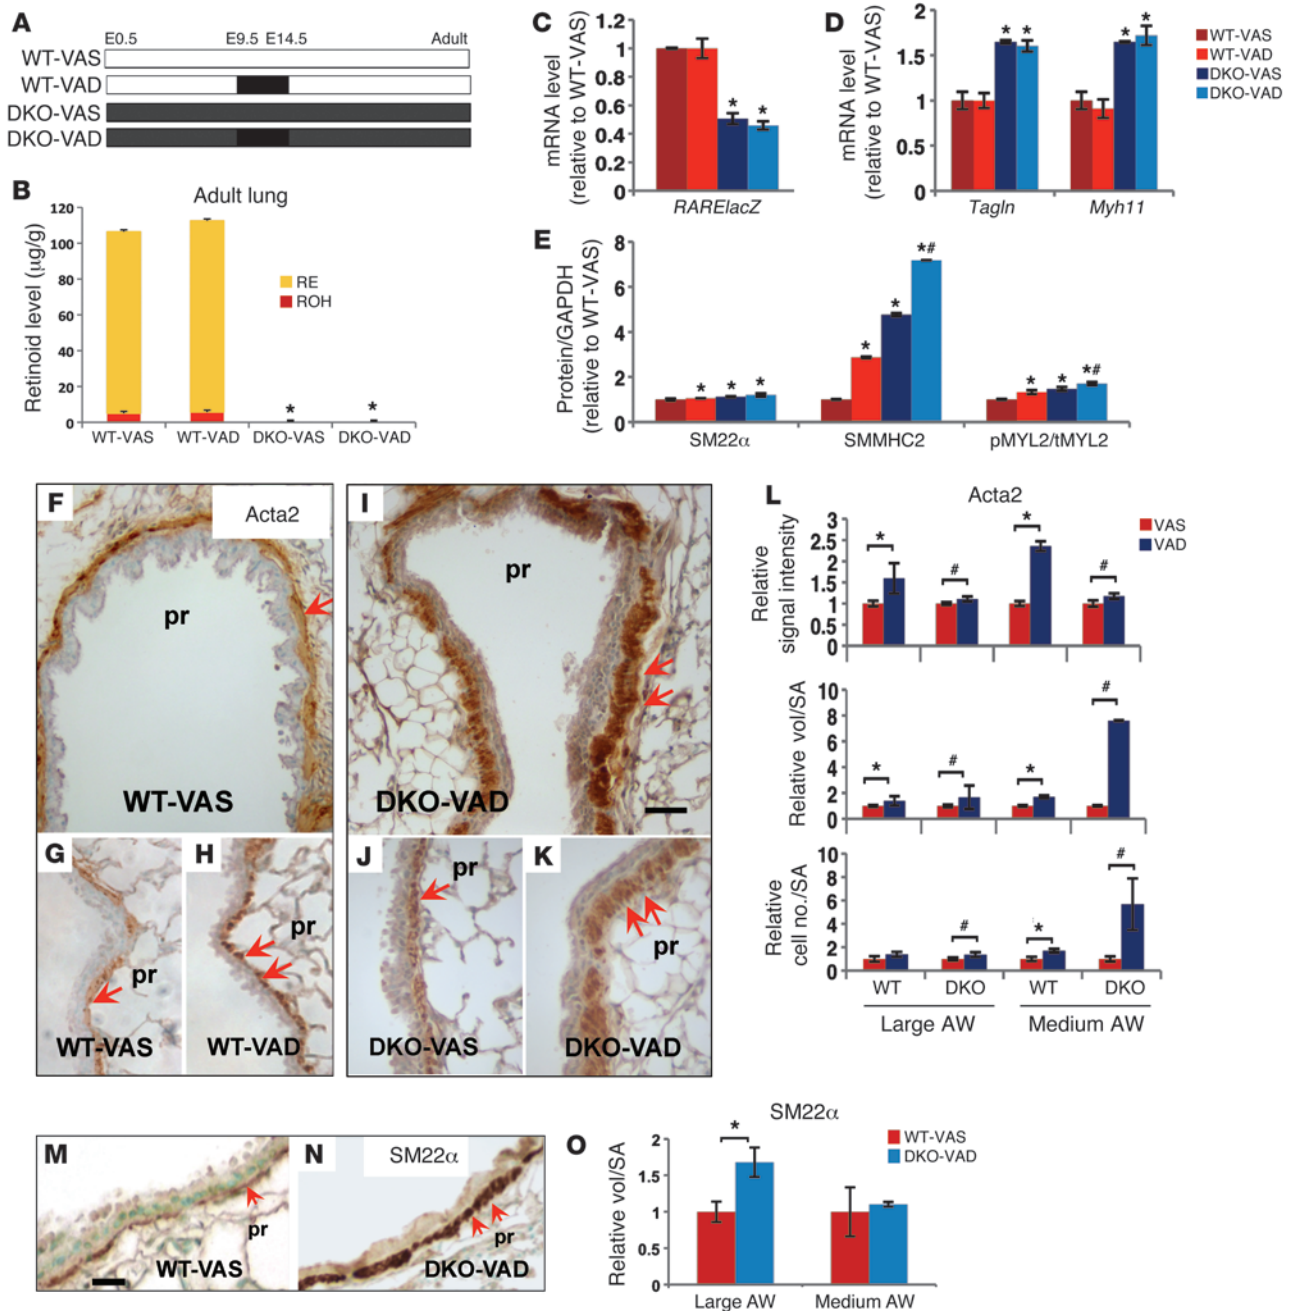 A
E0.5 E9.5 E14.5 Adult
WT-VAS
WT-VAD
DKO-VAS
DKO-VAD
B
Adult lung
Retinoid level (µg/g)
120
100
80
60
40
20
0
RE
ROH
* *
WT-VAS WT-VAD DKO-VAS DKO-VAD
C
mRNA level
(relative to WT-VAS)
1.2
1
0.8
0.6
0.4
0.2
0
* *
RARElacZ
D
mRNA level
(relative to WT-VAS)
2
1.5
1
0.5
0
* * * *
Tagln Myh11
WT-VAS
WT-VAD
DKO-VAS
DKO-VAD
E
Protein/GAPDH
(relative to WT-VAS)
8
6
4
2
0
* * * * * *# * * *#
SM22α SMMHC2 pMYL2/tMYL2
F
Acta2
pr
WT-VAS
G
pr
WT-VAS
H
pr
WT-VAD
I
pr
DKO-VAD
J
pr
DKO-VAS
K
pr
DKO-VAD
L
Acta2
VAS
VAD
Relative
signal intensity
3
2.5
2
1.5
1
0.5
0
* # * #
Relative vol/SA
10
8
6
4
2
0
* # * #
Relative
cell no./SA
10
8
6
4
2
0
# * #
WT DKO WT DKO
Large AW Medium AW
M
pr
WT-VAS
N
SM22α
pr
DKO-VAD
O
SM22α
WT-VAS
DKO-VAD
Relative vol/SA
2
1.5
1
0.5
0
*
Large AW Medium AW